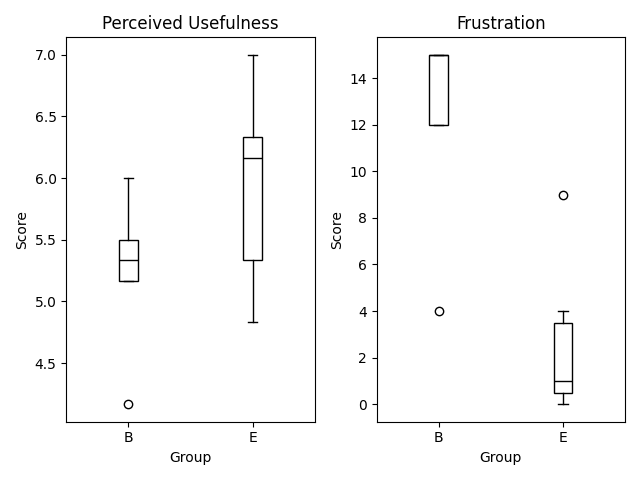 Perceived Usefulness
Score
7.0
6.5
6.0
5.5
5.0
4.5
B
E
Group
Frustration
Score
14
12
10
8
6
4
2
0
B
E
Group